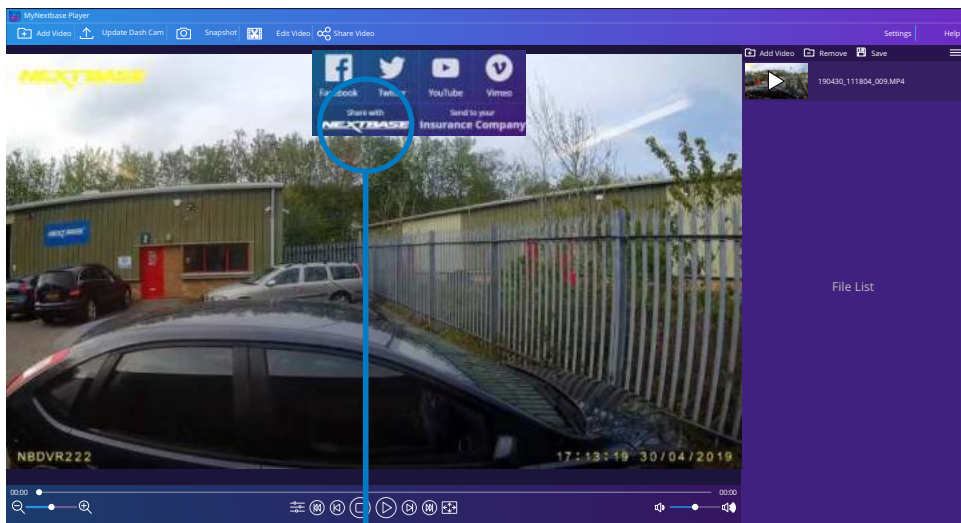 MyNextbase Player
Add Video Update Dash Cam Snapshot Edit Video Share Video Settings Help
Add Video Remove Save
190430_111804_009.MP4
NEXTBASE
Facebook Twitter YouTube Vimeo
Share with Send to your
NEXTBASE Insurance Company
NEXTBASE
2
File List
NBDVR222 17:13:19 30/04/2019
00:00 00:00